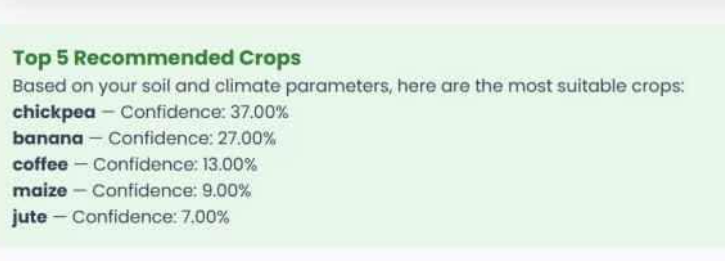 Top 5 Recommended Crops
Based on your soil and climate parameters, here are the most suitable crops:
chickpea — Confidence: 37.00%
banana — Confidence: 27.00%
coffee — Confidence: 13.00%
maize — Confidence: 9.00%
jute — Confidence: 7.00%